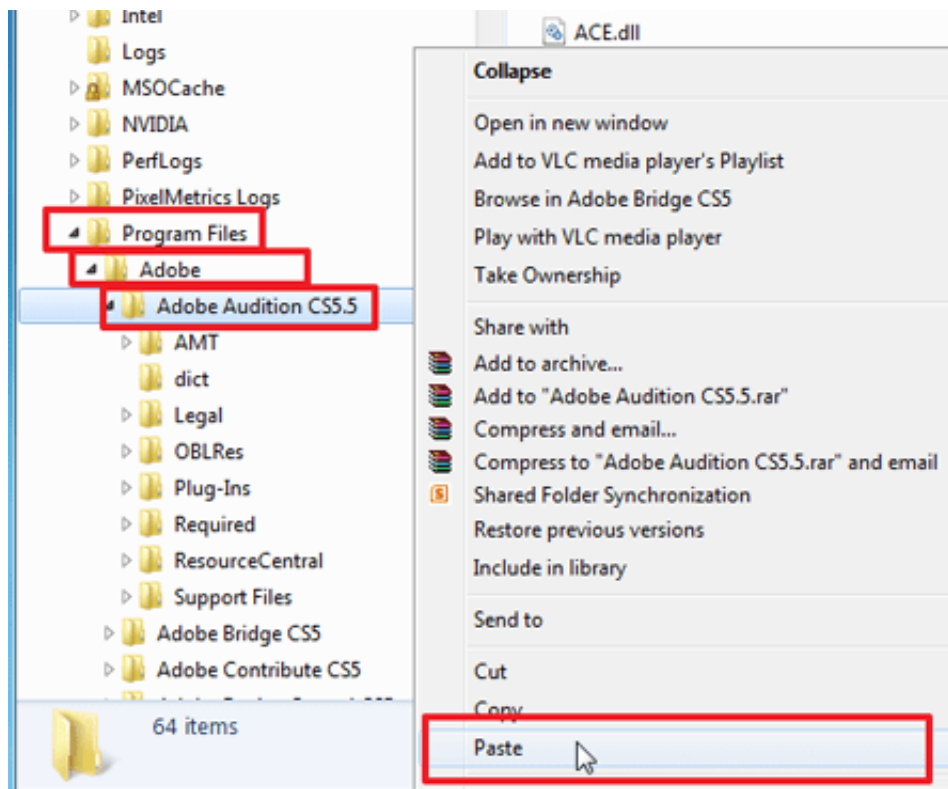 Intel
Logs
MSOCache
NVIDIA
PerfLogs
PixelMetrics Logs
Program Files
Adobe
Adobe Audition CS5.5
AMT
dict
Legal
OBLRes
Plug-Ins
Required
ResourceCentral
Support Files
Adobe Bridge CS5
Adobe Contribute CS5
64 items
ACE.dll
Collapse
Open in new window
Add to VLC media player's Playlist
Browse in Adobe Bridge CS5
Play with VLC media player
Take Ownership
Share with
Add to archive...
Add to "Adobe Audition CS5.5.rar"
Compress and email...
Compress to "Adobe Audition CS5.5.rar" and email
Shared Folder Synchronization
Restore previous versions
Include in library
Send to
Cut
Copy
Paste